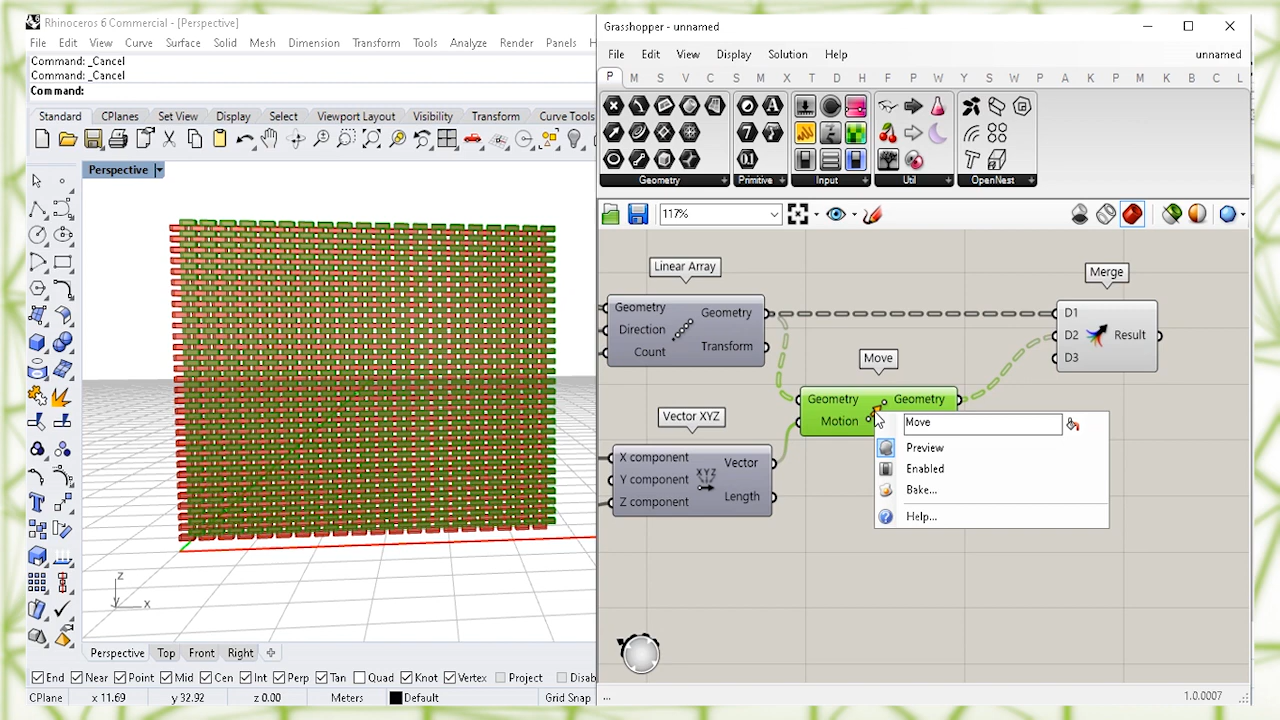 Rhinoceros 6 Commercial - [Perspective]
File Edit View Curve Surface Solid Mesh Dimension Transform Tools Analyze Render Panels H
Command: _Cancel
Command: _Cancel
Command:
Standard CPlanes Set View Display Select Viewport Layout Visibility Transform Curve Tools
Perspective
z
y x
Perspective Top Front Right
End Near Point Mid Cen Int Perp Tan Quad Knot Vertex Project Disab
CPlane x 11.69 y 32.92 z 0.00 Meters Default Grid Snap
Grasshopper - unnamed
File Edit View Display Solution Help unnamed
P M S V C S M X T D H F P W Y S W P A K P M K B C L
Geometry Primitive Input Util OpenNest
117%
Linear Array
Geometry Geometry
Direction
Count Transform
Merge
D1
D2 Result
D3
Move
Geometry Geometry
Motion
Vector XYZ
X component Vector
Y component XYZ
Z component Length
Move
Preview
Enabled
Bake...
Help...
... 1.0.0007